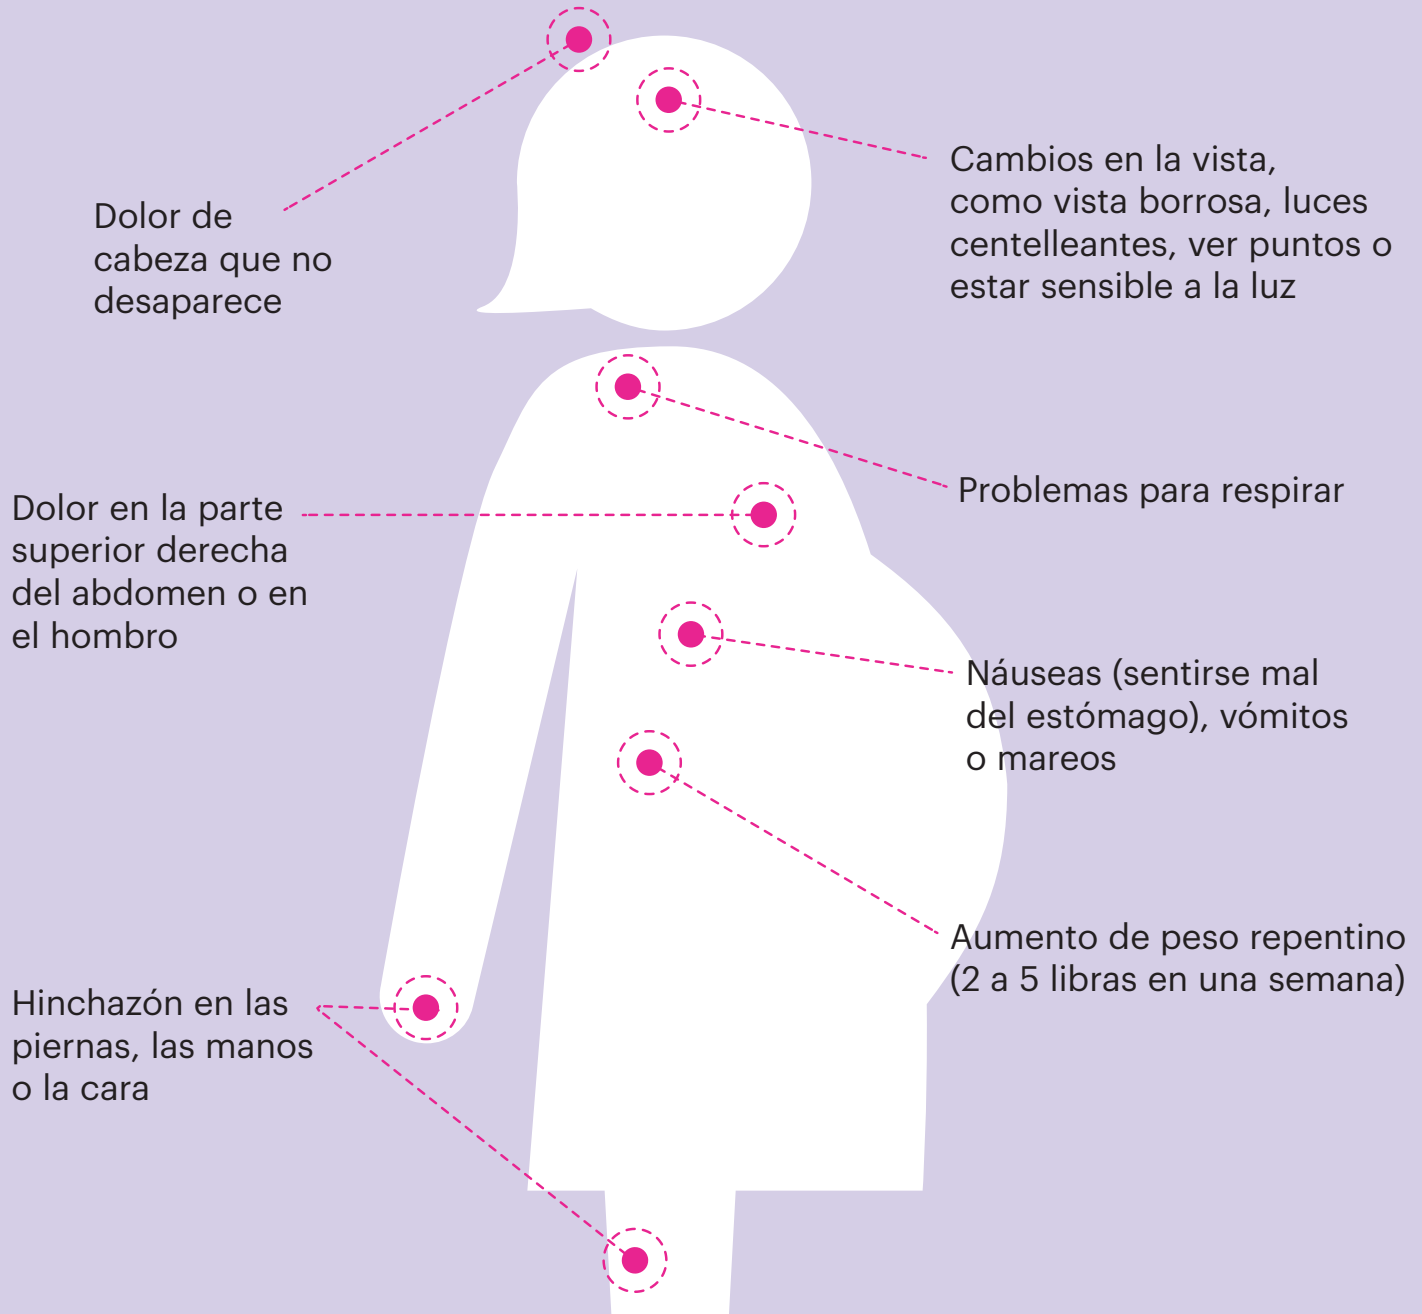 Dolor de
cabeza que no
desaparece
Cambios en la vista,
como vista borrosa, luces
centelleantes, ver puntos o
estar sensible a la luz
Problemas para respirar
Dolor en la parte
superior derecha
del abdomen o en
el hombro
Náuseas (sentirse mal
del estómago), vómitos
o mareos
Aumento de peso repentino
(2 a 5 libras en una semana)
Hinchazón en las
piernas, las manos
o la cara